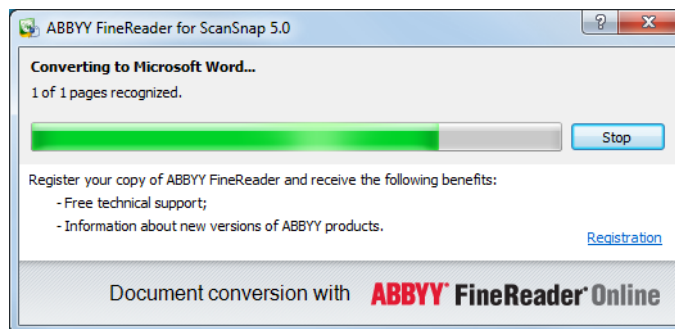 ABBYY FineReader for ScanSnap 5.0
?
Converting to Microsoft Word...
1 of 1 pages recognized.
Stop
Register your copy of ABBYY FineReader and receive the following benefits:
- Free technical support;
- Information about new versions of ABBYY products.
Registration
Document conversion with ABBYY FineReader Online